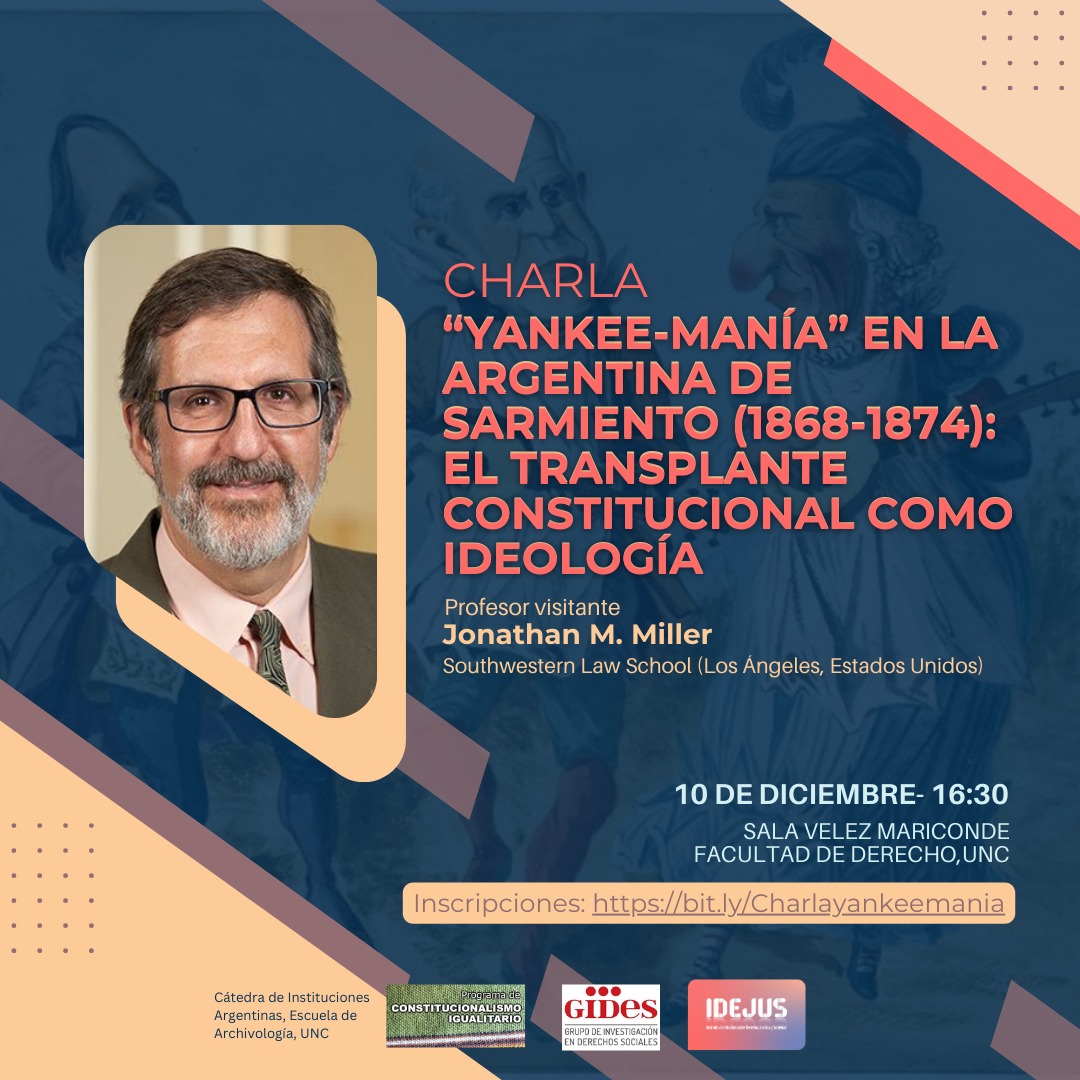 CHARLA
“YANKEE-MANÍA” EN LA
ARGENTINA DE
SARMIENTO (1868-1874):
EL TRANSPLANTE
CONSTITUCIONAL COMO
IDEOLOGÍA
Profesor visitante
Jonathan M. Miller
Southwestern Law School (Los Ángeles, Estados Unidos)
10 DE DICIEMBRE- 16:30
SALA VELEZ MARICONDE
FACULTAD DE DERECHO,UNC
Inscripciones: https://bit.ly/Charlayankeemania
Cátedra de Instituciones
Argentinas, Escuela de
Archivología, UNC
Programa de
CONSTITUCIONALISMO
IGUALITARIO
GIDes
GRUPO DE INVESTIGACIÓN
EN DERECHOS SOCIALES
IDEJUS